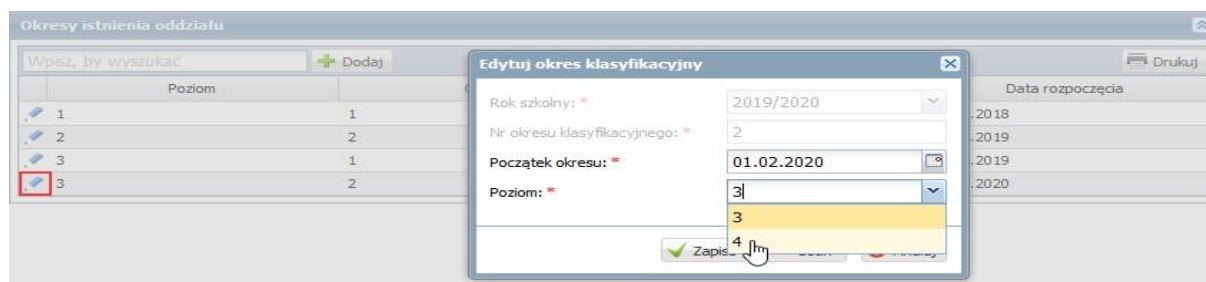 Okresy istnienia oddziału
Wpisz, by wyszukać
Dodaj
Drukuj
Poziom
Data rozpoczęcia
1 1 .2018
2 2 .2019
3 1 .2019
3 2 .2020
Edytuj okres klasyfikacyjny
Rok szkolny: * 2019/2020
Nr okresu klasyfikacyjnego: * 2
Początek okresu: * 01.02.2020
Poziom: * 3
3
4